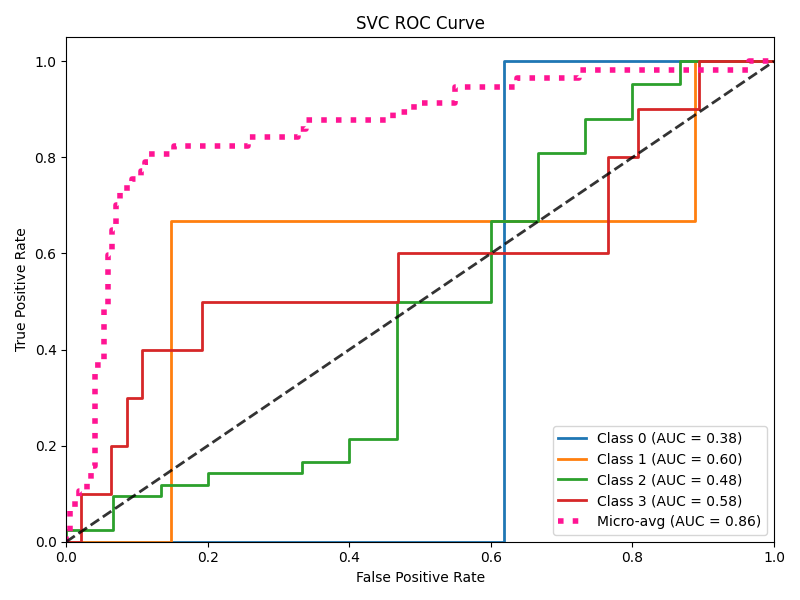 SVC ROC Curve
True Positive Rate
1.0
0.8
0.6
0.4
0.2
0.0
0.0 0.2 0.4 0.6 0.8 1.0
False Positive Rate
Class 0 (AUC = 0.38)
Class 1 (AUC = 0.60)
Class 2 (AUC = 0.48)
Class 3 (AUC = 0.58)
Micro-avg (AUC = 0.86)